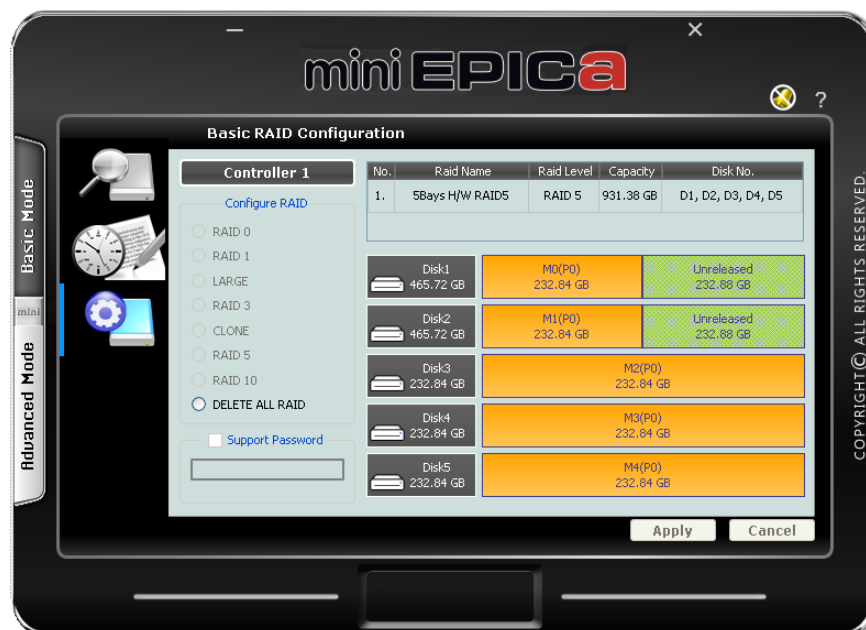 mini EPICa
?
Basic RAID Configuration
Basic Mode
mini
Advanced Mode
Controller 1
Configure RAID
RAID 0
RAID 1
LARGE
RAID 3
CLONE
RAID 5
RAID 10
DELETE ALL RAID
Support Password
No. Raid Name Raid Level Capacity Disk No.
1. 5Bays H/W RAID5 RAID 5 931.38 GB D1, D2, D3, D4, D5
Disk1
465.72 GB
M0(P0)
232.84 GB
Unreleased
232.88 GB
Disk2
465.72 GB
M1(P0)
232.84 GB
Unreleased
232.88 GB
Disk3
232.84 GB
M2(P0)
232.84 GB
Disk4
232.84 GB
M3(P0)
232.84 GB
Disk5
232.84 GB
M4(P0)
232.84 GB
Apply Cancel
COPYRIGHTⒸ ALL RIGHTS RESERVED.